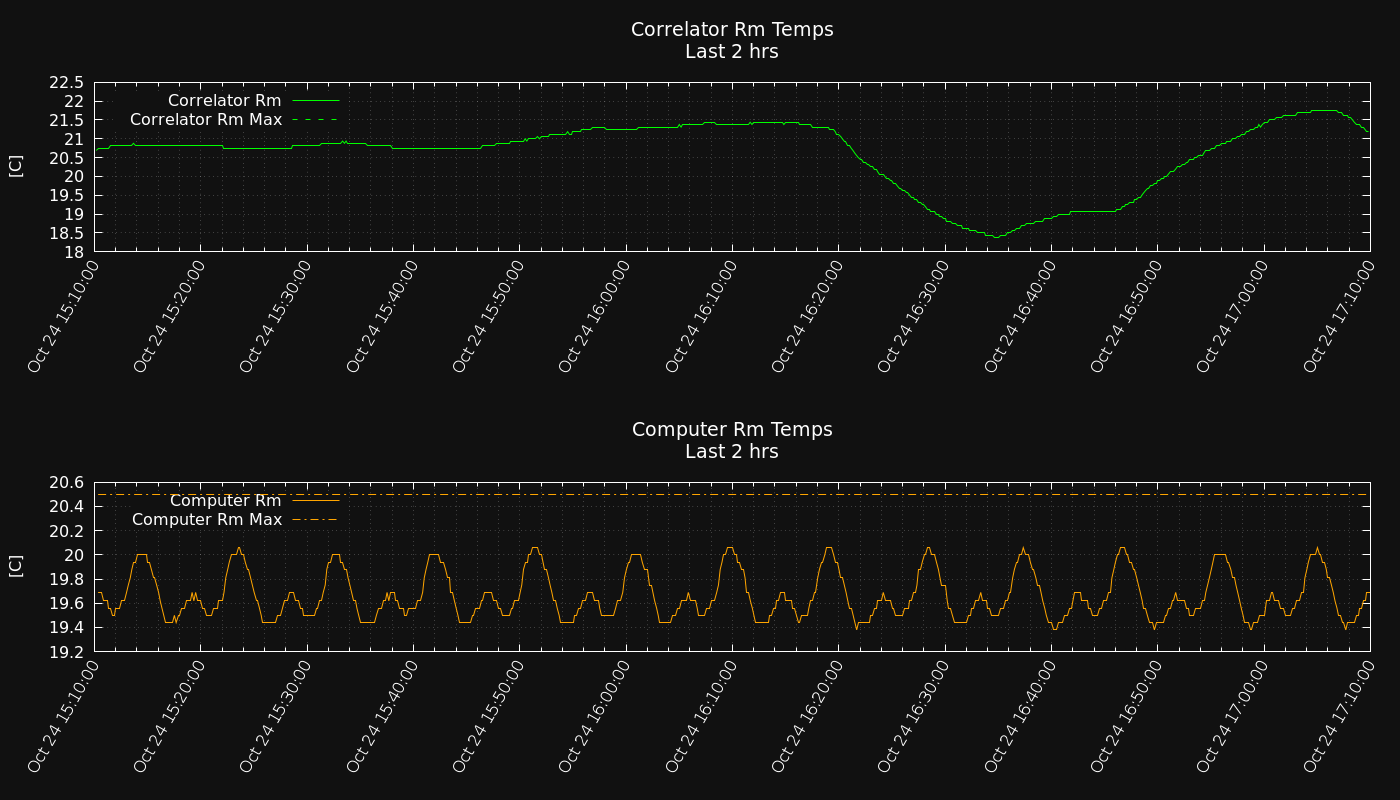 Correlator Rm Temps
Last 2 hrs
22.5
22
21.5
21
20.5
20
19.5
19
18.5
18
[C]
Correlator Rm
Correlator Rm Max
Oct 24 15:10:00
Oct 24 15:20:00
Oct 24 15:30:00
Oct 24 15:40:00
Oct 24 15:50:00
Oct 24 16:00:00
Oct 24 16:10:00
Oct 24 16:20:00
Oct 24 16:30:00
Oct 24 16:40:00
Oct 24 16:50:00
Oct 24 17:00:00
Oct 24 17:10:00
Computer Rm Temps
Last 2 hrs
20.6
20.4
20.2
20
19.8
19.6
19.4
19.2
[C]
Computer Rm
Computer Rm Max
Oct 24 15:10:00
Oct 24 15:20:00
Oct 24 15:30:00
Oct 24 15:40:00
Oct 24 15:50:00
Oct 24 16:00:00
Oct 24 16:10:00
Oct 24 16:20:00
Oct 24 16:30:00
Oct 24 16:40:00
Oct 24 16:50:00
Oct 24 17:00:00
Oct 24 17:10:00